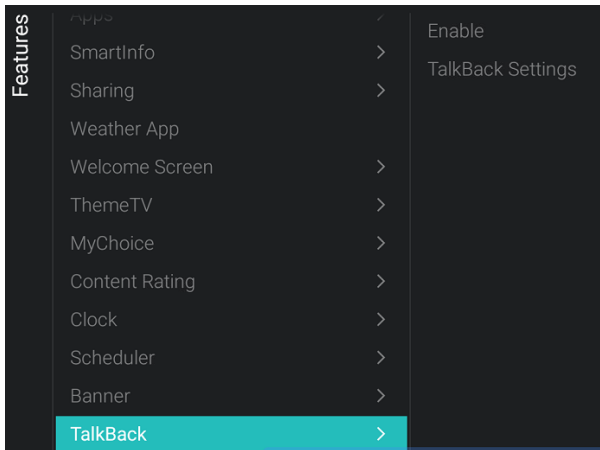 Features
Apps
SmartInfo
Sharing
Weather App
Welcome Screen
ThemeTV
MyChoice
Content Rating
Clock
Scheduler
Banner
TalkBack
Enable
TalkBack Settings